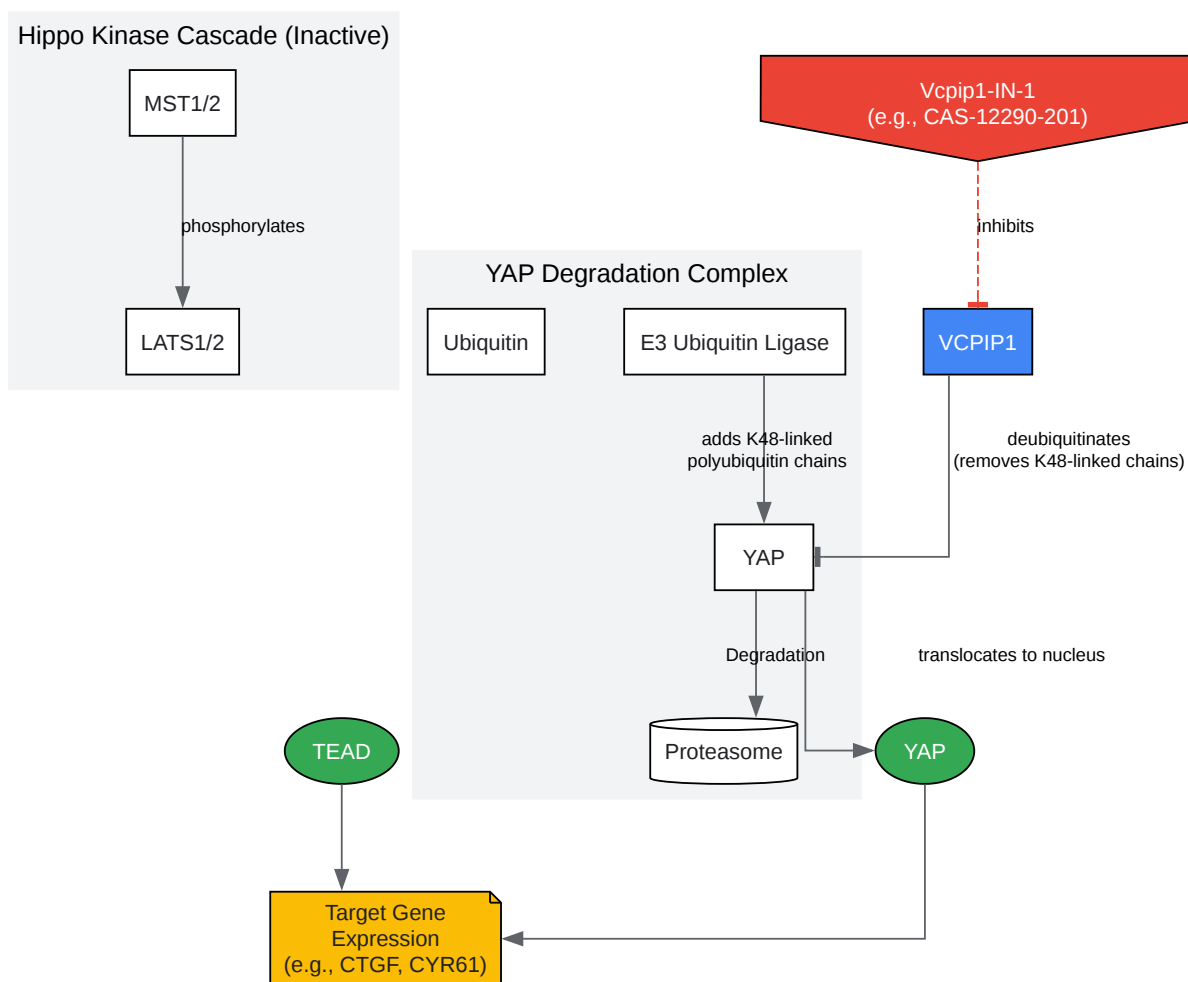 Hippo Kinase Cascade (Inactive)
MST1/2
phosphorylates
LATS1/2
Vcpip1-IN-1
(e.g., CAS-12290-201)
inhibits
YAP Degradation Complex
Ubiquitin
E3 Ubiquitin Ligase
VCPIP1
adds K48-linked
polyubiquitin chains
deubiquitinates
(removes K48-linked chains)
YAP
Degradation
translocates to nucleus
TEAD
Proteasome
YAP
Target Gene
Expression
(e.g., CTGF, CYR61)